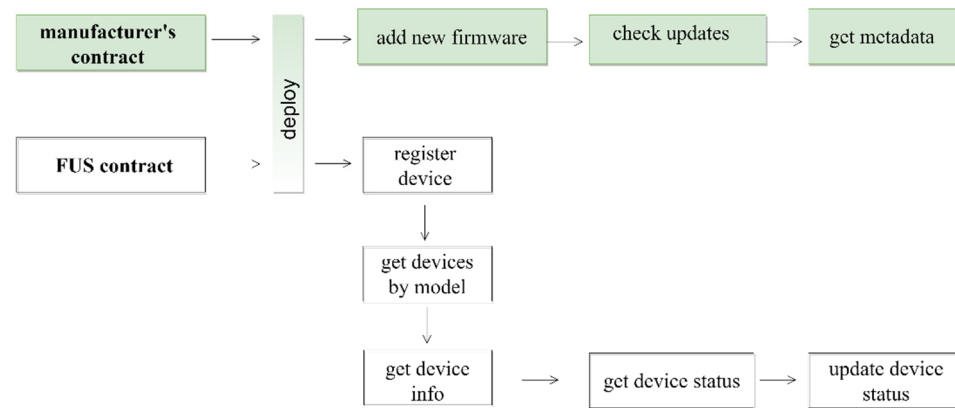 manufacturer's
contract
add new firmware
check updates
get metadata
deploy
FUS contract
register
device
get devices
by model
get device
info
get device status
update device
status